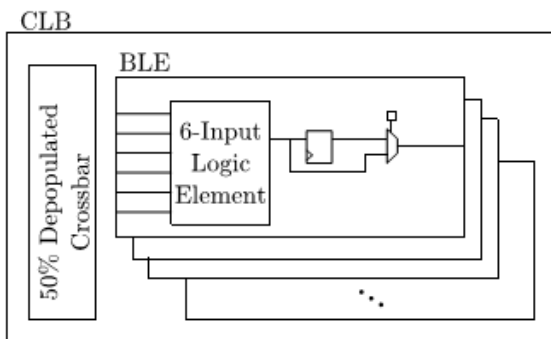 CLB
BLE
50% Depopulated
Crossbar
6-Input
Logic
Element